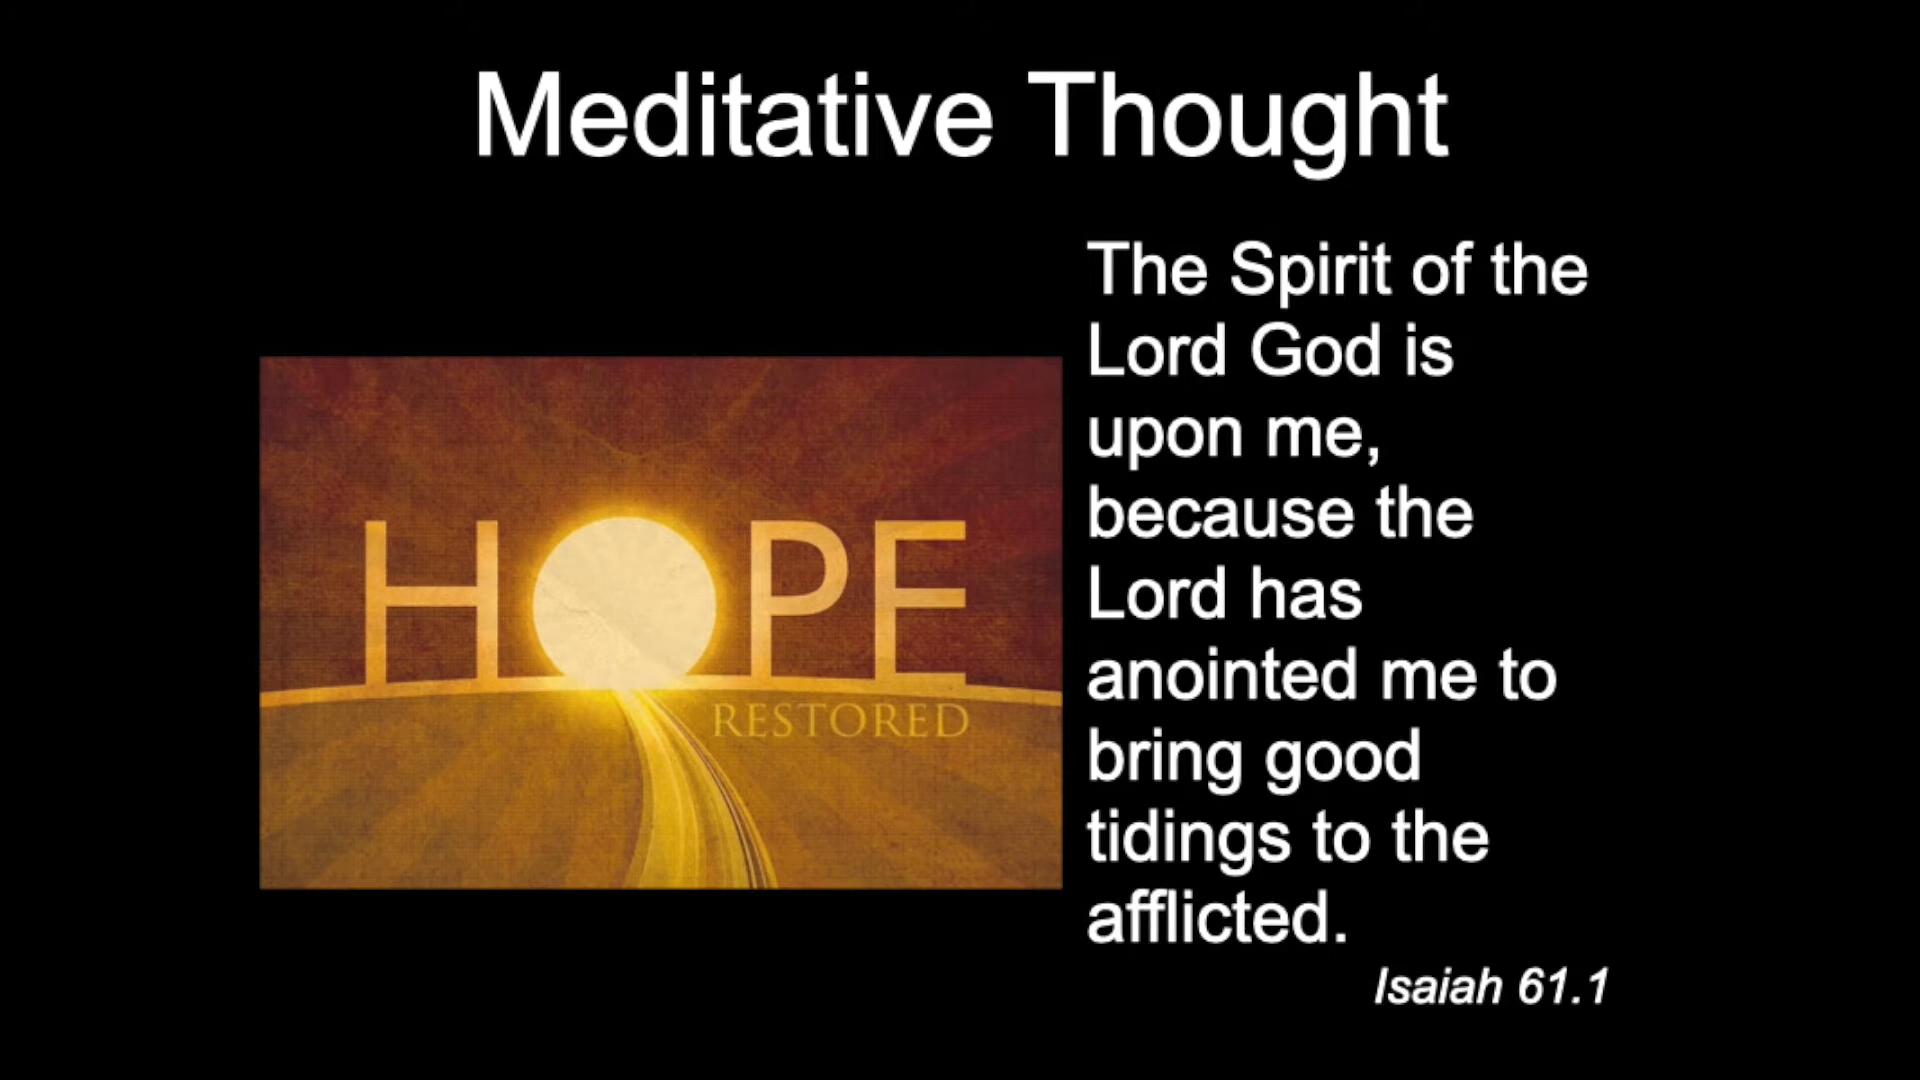 Meditative Thought
HOPE
RESTORED
The Spirit of the
Lord God is
upon me,
because the
Lord has
anointed me to
bring good
tidings to the
afflicted.
Isaiah 61.1